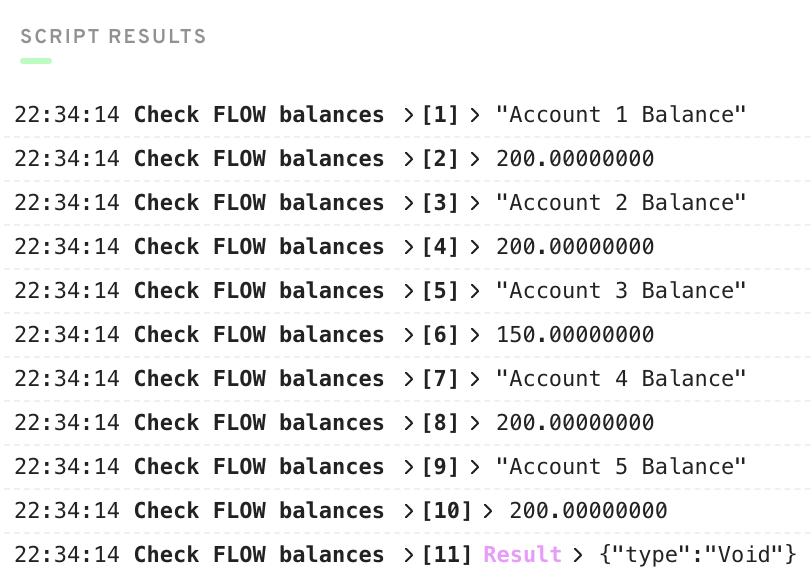 SCRIPT RESULTS
22:34:14 Check FLOW balances >[1]> "Account 1 Balance"
22:34:14 Check FLOW balances >[2]> 200.00000000
22:34:14 Check FLOW balances >[3]> "Account 2 Balance"
22:34:14 Check FLOW balances >[4]> 200.00000000
22:34:14 Check FLOW balances >[5]> "Account 3 Balance"
22:34:14 Check FLOW balances >[6]> 150.00000000
22:34:14 Check FLOW balances >[7]> "Account 4 Balance"
22:34:14 Check FLOW balances >[8]> 200.00000000
22:34:14 Check FLOW balances >[9]> "Account 5 Balance"
22:34:14 Check FLOW balances >[10]> 200.00000000
22:34:14 Check FLOW balances >[11] Result > {"type":"Void"}